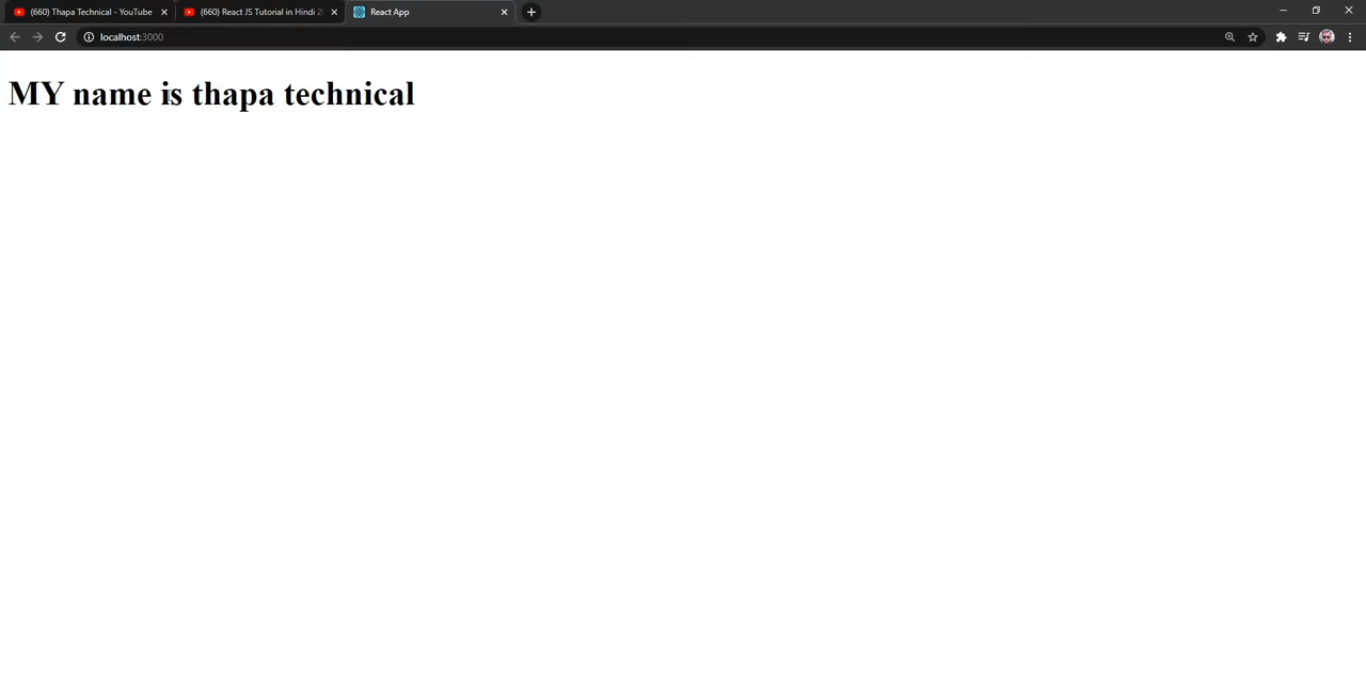 (660) Thapa Technical - YouTube
(660) React JS Tutorial in Hindi
React App
localhost:3000
MY name is thapa technical